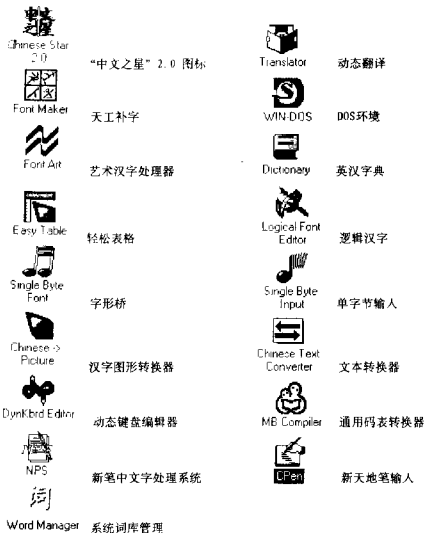 Chinese Star
2.0
"中文之星" 2.0 图标
Translator
动态翻译
Font Maker
天工补字
WIN-DOS
DOS环境
Font Art
艺术汉字处理器
Dictionary
英汉字典
Easy Table
轻松表格
Logical Font
Editor
逻辑汉字
Single Byte
Font
字形桥
Single Byte
Input
单字节输入
Chinese ->
Picture
汉字图形转换器
Chinese Text
Converter
文本转换器
DynKbrd Editor
动态键盘编辑器
MB Compiler
通用码表转换器
NPS
新笔中文字处理系统
CPen
新天地笔输入
词
Word Manager
系统词库管理